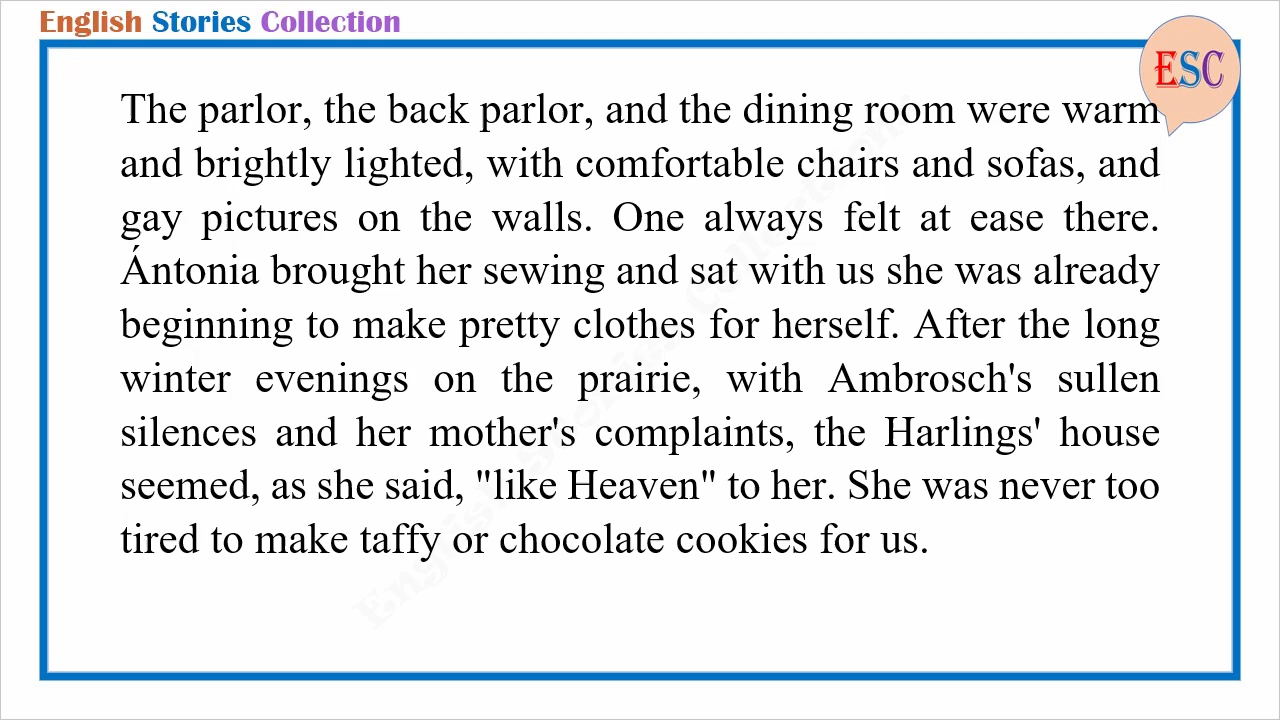 English Stories Collection
ESC
The parlor, the back parlor, and the dining room were warm
and brightly lighted, with comfortable chairs and sofas, and
gay pictures on the walls. One always felt at ease there.
Ántonia brought her sewing and sat with us she was already
beginning to make pretty clothes for herself. After the long
winter evenings on the prairie, with Ambrosch's sullen
silences and her mother's complaints, the Harlings' house
seemed, as she said, "like Heaven" to her. She was never too
tired to make taffy or chocolate cookies for us.